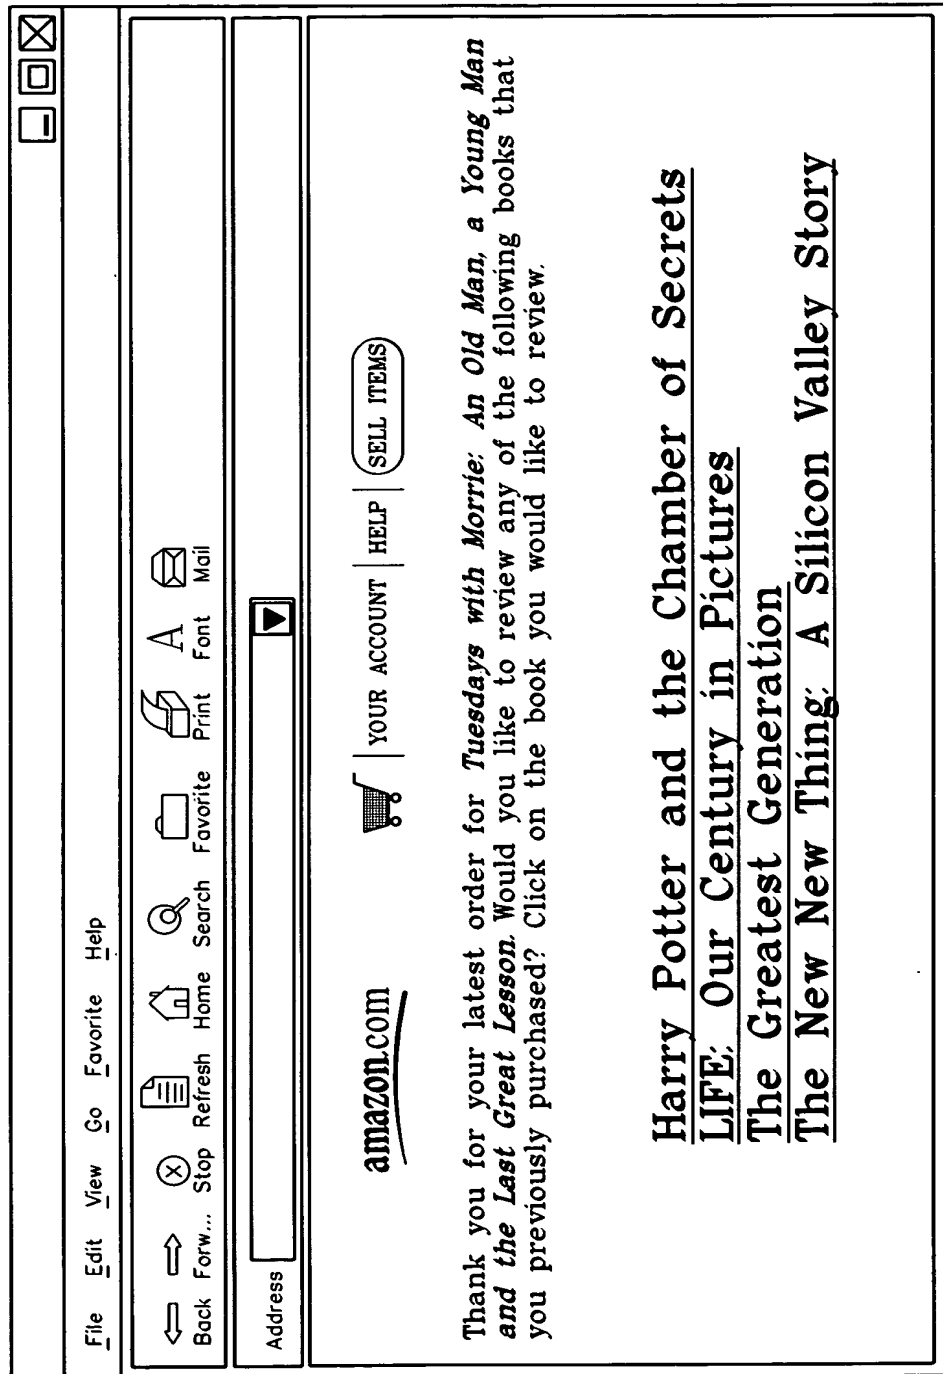 File Edit View Go Favorite Help
Back Forw... Stop Refresh Home Search Favorite Print Font Mail
Address
amazon.com YOUR ACCOUNT HELP SELL ITEMS
Thank you for your latest order for Tuesdays with Morrie: An Old Man, a Young Man
and the Last Great Lesson. Would you like to review any of the following books that
you previously purchased? Click on the book you would like to review.
Harry Potter and the Chamber of Secrets
LIFE: Our Century in Pictures
The Greatest Generation
The New New Thing: A Silicon Valley Story